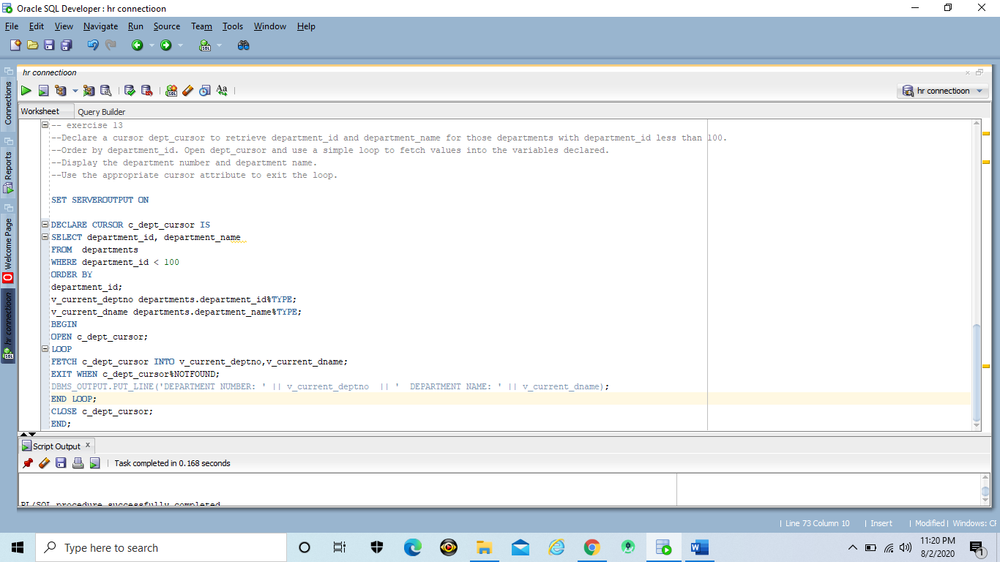 Oracle SQL Developer : hr connectioon
File Edit View Navigate Run Source Team Tools Window Help
hr connectioon
hr connectioon
Worksheet Query Builder
Connections
Reports
Welcome Page
hr connectioon
-- exercise 13
--Declare a cursor dept_cursor to retrieve department_id and department_name for those departments with department_id less than 100.
--Order by department_id. Open dept_cursor and use a simple loop to fetch values into the variables declared.
--Display the department number and department name.
--Use the appropriate cursor attribute to exit the loop.
SET SERVEROUTPUT ON
DECLARE CURSOR c_dept_cursor IS
SELECT department_id, department_name
FROM  departments
WHERE department_id < 100
ORDER BY
department_id;
v_current_deptno departments.department_id%TYPE;
v_current_dname departments.department_name%TYPE;
BEGIN
OPEN c_dept_cursor;
LOOP
FETCH c_dept_cursor INTO v_current_deptno,v_current_dname;
EXIT WHEN c_dept_cursor%NOTFOUND;
DBMS_OUTPUT.PUT_LINE('DEPARTMENT NUMBER: ' || v_current_deptno  || '  DEPARTMENT NAME: ' || v_current_dname);
END LOOP;
CLOSE c_dept_cursor;
END;
Script Output x
Task completed in 0.168 seconds
PL/SQL procedure successfully completed
Line 73 Column 10 | Insert | Modified | Windows: CF
Type here to search
11:20 PM
8/2/2020
1